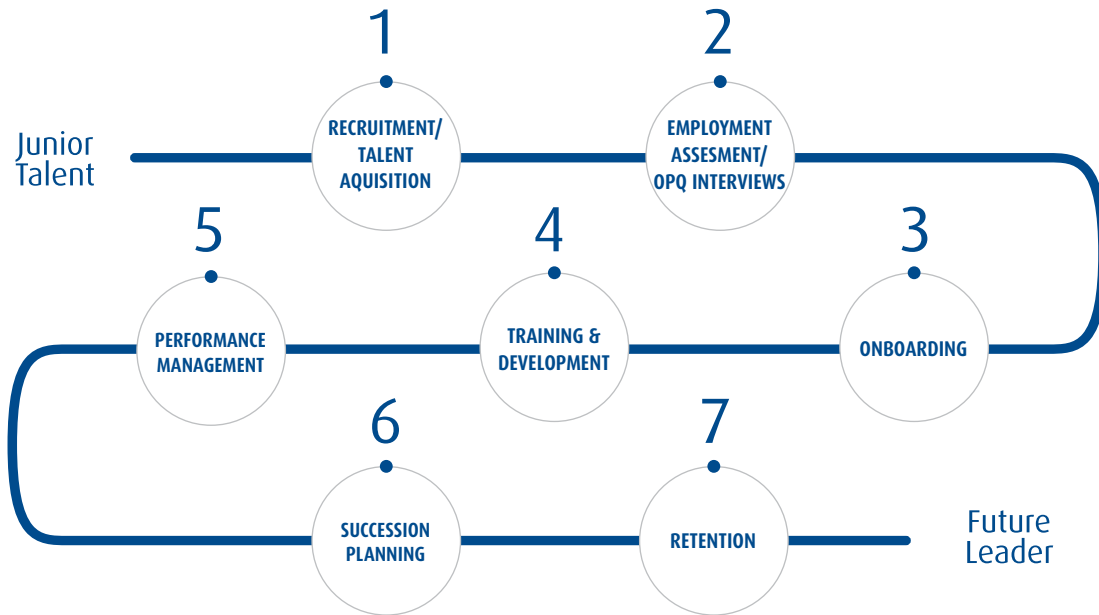 1
2
Junior
Talent
RECRUITMENT/
TALENT
AQUISITION
EMPLOYMENT
ASSESMENT/
OPQ INTERVIEWS
3
ONBOARDING
4
TRAINING &
DEVELOPMENT
5
PERFORMANCE
MANAGEMENT
6
SUCCESSION
PLANNING
7
RETENTION
Future
Leader